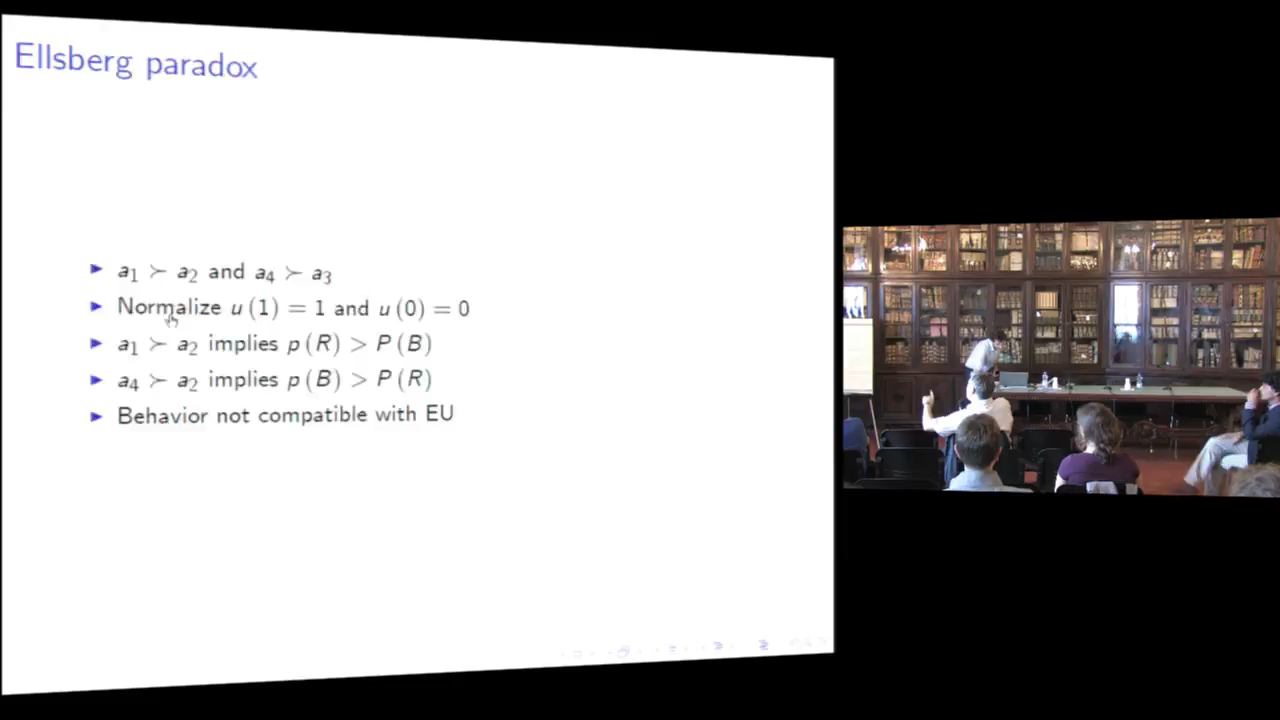 Ellsberg paradox
a₁ ≻ a₂ and a₄ ≻ a₃
Normalize u (1) = 1 and u (0) = 0
a₁ ≻ a₂ implies p (R) > P (B)
a₄ ≻ a₂ implies p (B) > P (R)
Behavior not compatible with EU